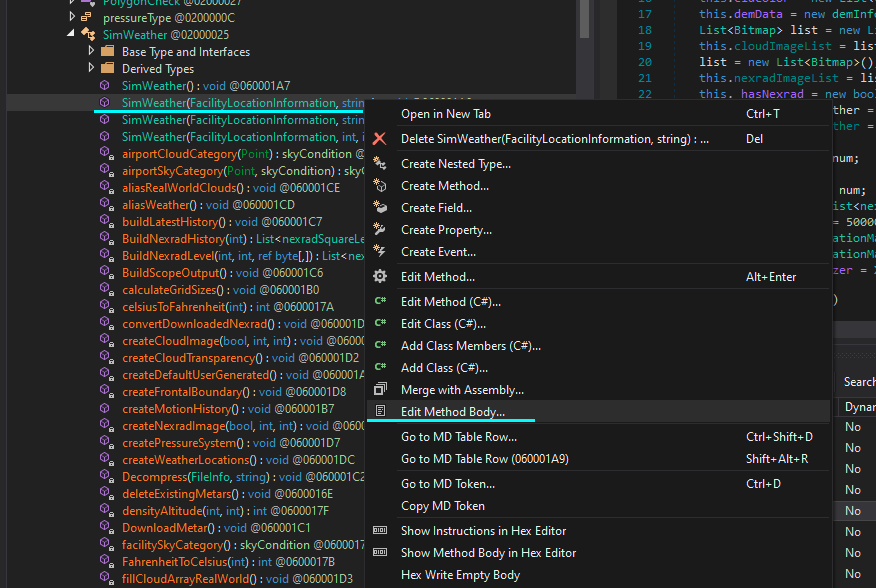 PolygonCheck @02000027
pressureType @0200000C
SimWeather @02000025
Base Type and Interfaces
Derived Types
SimWeather() : void @060001A7
SimWeather(FacilityLocationInformation, strin
SimWeather(FacilityLocationInformation, strin
SimWeather(FacilityLocationInformation, int, i
airportCloudCategory(Point) : skyCondition @
airportSkyCategory(Point, skyCondition) : sky
aliasRealWorldClouds() : void @060001CE
aliasWeather() : void @060001CD
buildLatestHistory() : void @060001C7
BuildNexradHistory(int) : List<nexradSquareLe
BuildNexradLevel(int, int, ref byte[,]) : List<nex
BuildScopeOutput() : void @060001C6
calculateGridSizes() : void @060001B0
celsiusToFahrenheit(int) : int @0600017A
convertDownloadedNexrad() : void @060001D
createCloudImage(bool, int, int) : void @0600
createCloudTransparency() : void @060001D2
createDefaultUserGenerated() : void @060001A
createFrontalBoundary() : void @060001D8
createMotionHistory() : void @060001B7
createNexradImage(bool, int, int) : void @0600
createPressureSystem() : void @060001D7
createWeatherLocations() : void @060001DC
Decompress(FileInfo, string) : void @060001C2
deleteExistingMetars() : void @0600016E
densityAltitude(int, int) : int @0600017F
DownloadMetar() : void @060001C1
facilitySkyCategory() : skyCondition @0600017
FahrenheitToCelsius(int) : int @0600017B
fillCloudArrayRealWorld() : void @060001D3
Open in New Tab Ctrl+T
Delete SimWeather(FacilityLocationInformation, string) : ... Del
Create Nested Type...
Create Method...
Create Field...
Create Property...
Create Event...
Edit Method... Alt+Enter
C# Edit Method (C#)...
C# Edit Class (C#)...
C# Add Class Members (C#)...
C# Add Class (C#)...
Merge with Assembly...
Edit Method Body...
Go to MD Table Row... Ctrl+Shift+D
Go to MD Table Row (060001A9) Shift+Alt+R
Go to MD Token... Ctrl+D
Copy MD Token
Show Instructions in Hex Editor
Show Method Body in Hex Editor
Hex Write Empty Body
17 this.demData = new demInfo
18 List<Bitmap> list = new Li
19 this.cloudImageList = list
20 list = new List<Bitmap>()
21 this.nexradImageList = lis
22 this._hasNexrad = new bool
ther =
ther =
num;
num;
ist<nex
= 50000
ationMa
ationMa
zer = 
)
Search
Dynam
No
No
No
No
No
No
No
No